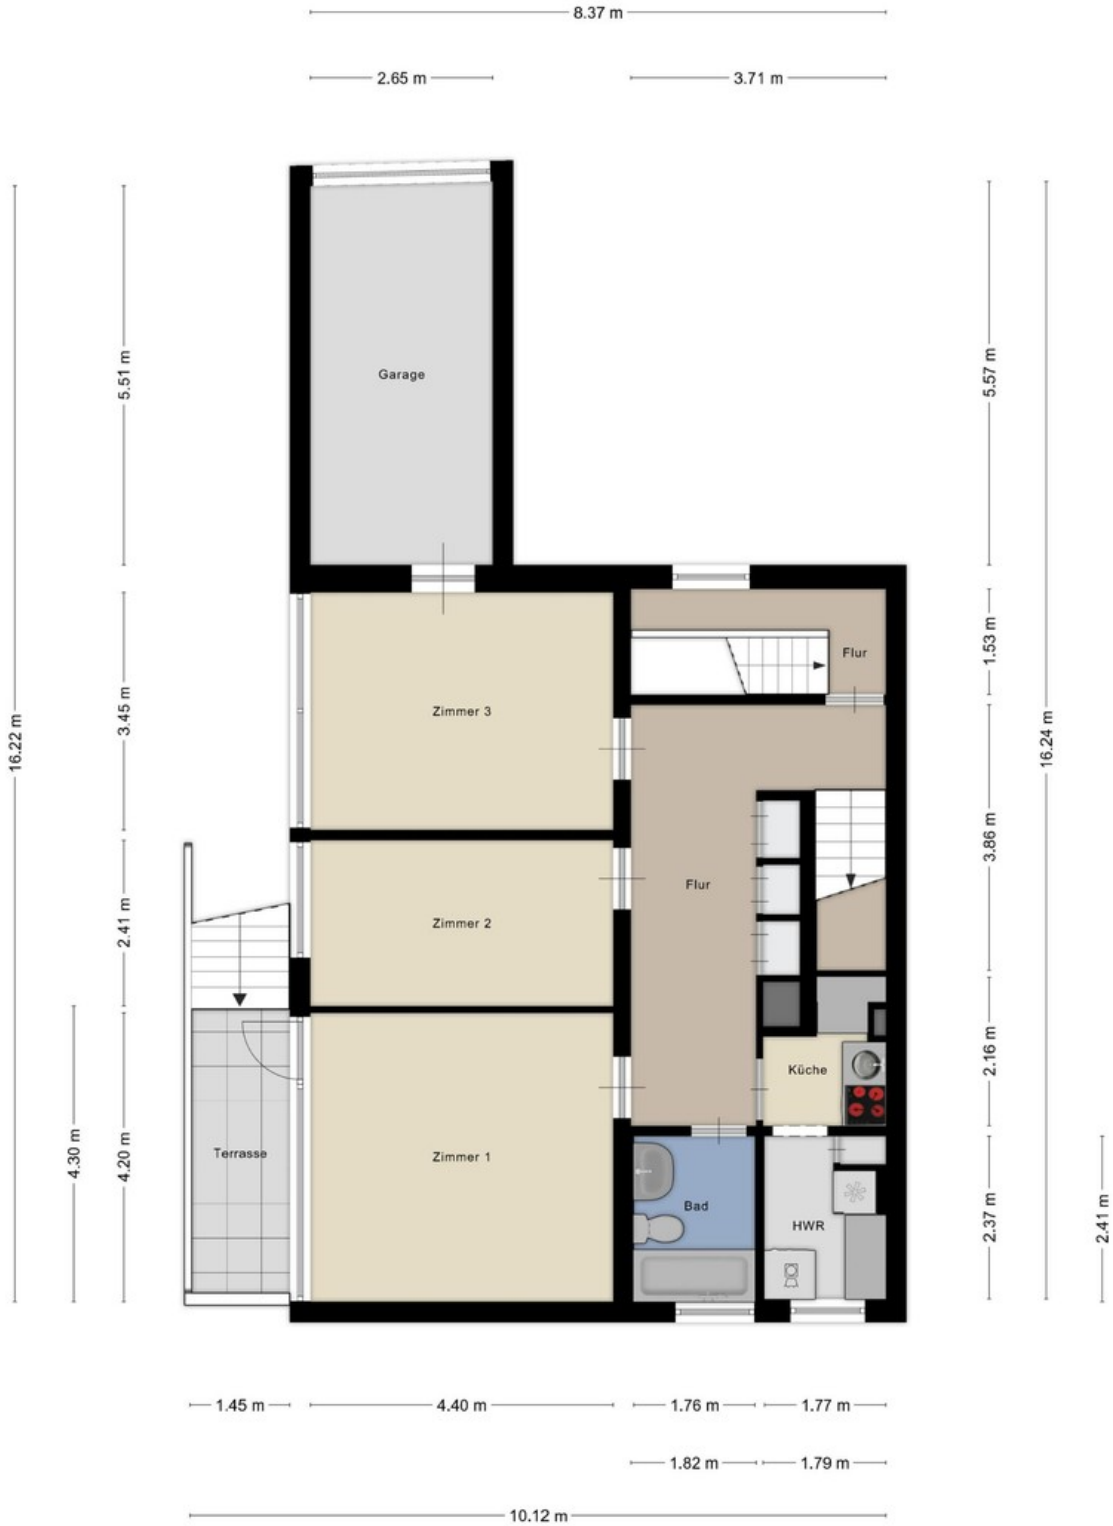 8.37 m
2.65 m
3.71 m
16.22 m
5.51 m
3.45 m
2.41 m
4.30 m
4.20 m
Garage
Zimmer 3
Zimmer 2
Zimmer 1
Terrasse
Flur
Flur
Küche
Bad
HWR
5.57 m
1.53 m
16.24 m
3.86 m
2.16 m
2.37 m
2.41 m
1.45 m
4.40 m
1.76 m
1.77 m
1.82 m
1.79 m
10.12 m